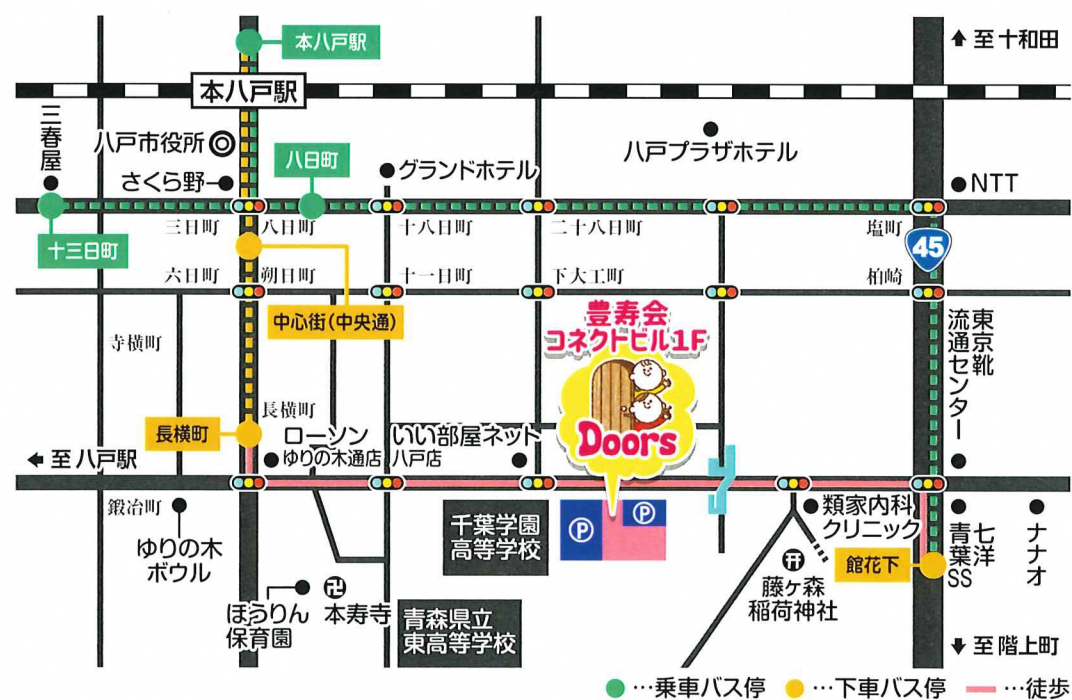 本八戸駅
至十和田
本八戸駅
三春屋
八戸市役所
八日町
グランドホテル
八戸プラザホテル
さくら野
NTT
三日町
八日町
十八日町
二十八日町
塩町
十三日町
45
六日町
朔日町
十一日町
下大工町
柏崎
中心街(中央通)
豊寿会
コネクトビル1F
Doors
寺横町
東京靴
流通センター
長横町
長横町
ローソン
ゆりの木通店
いい部屋ネット
八戸店
至八戸駅
鍛冶町
ゆりの木
ボウル
千葉学園
高等学校
P
P
類家内科
クリニック
七洋
青葉SS
ナナオ
館花下
藤ヶ森
稲荷神社
ほうりん
保育園
卍
本寿寺
青森県立
東高等学校
至階上町
…乗車バス停
…下車バス停
…徒歩